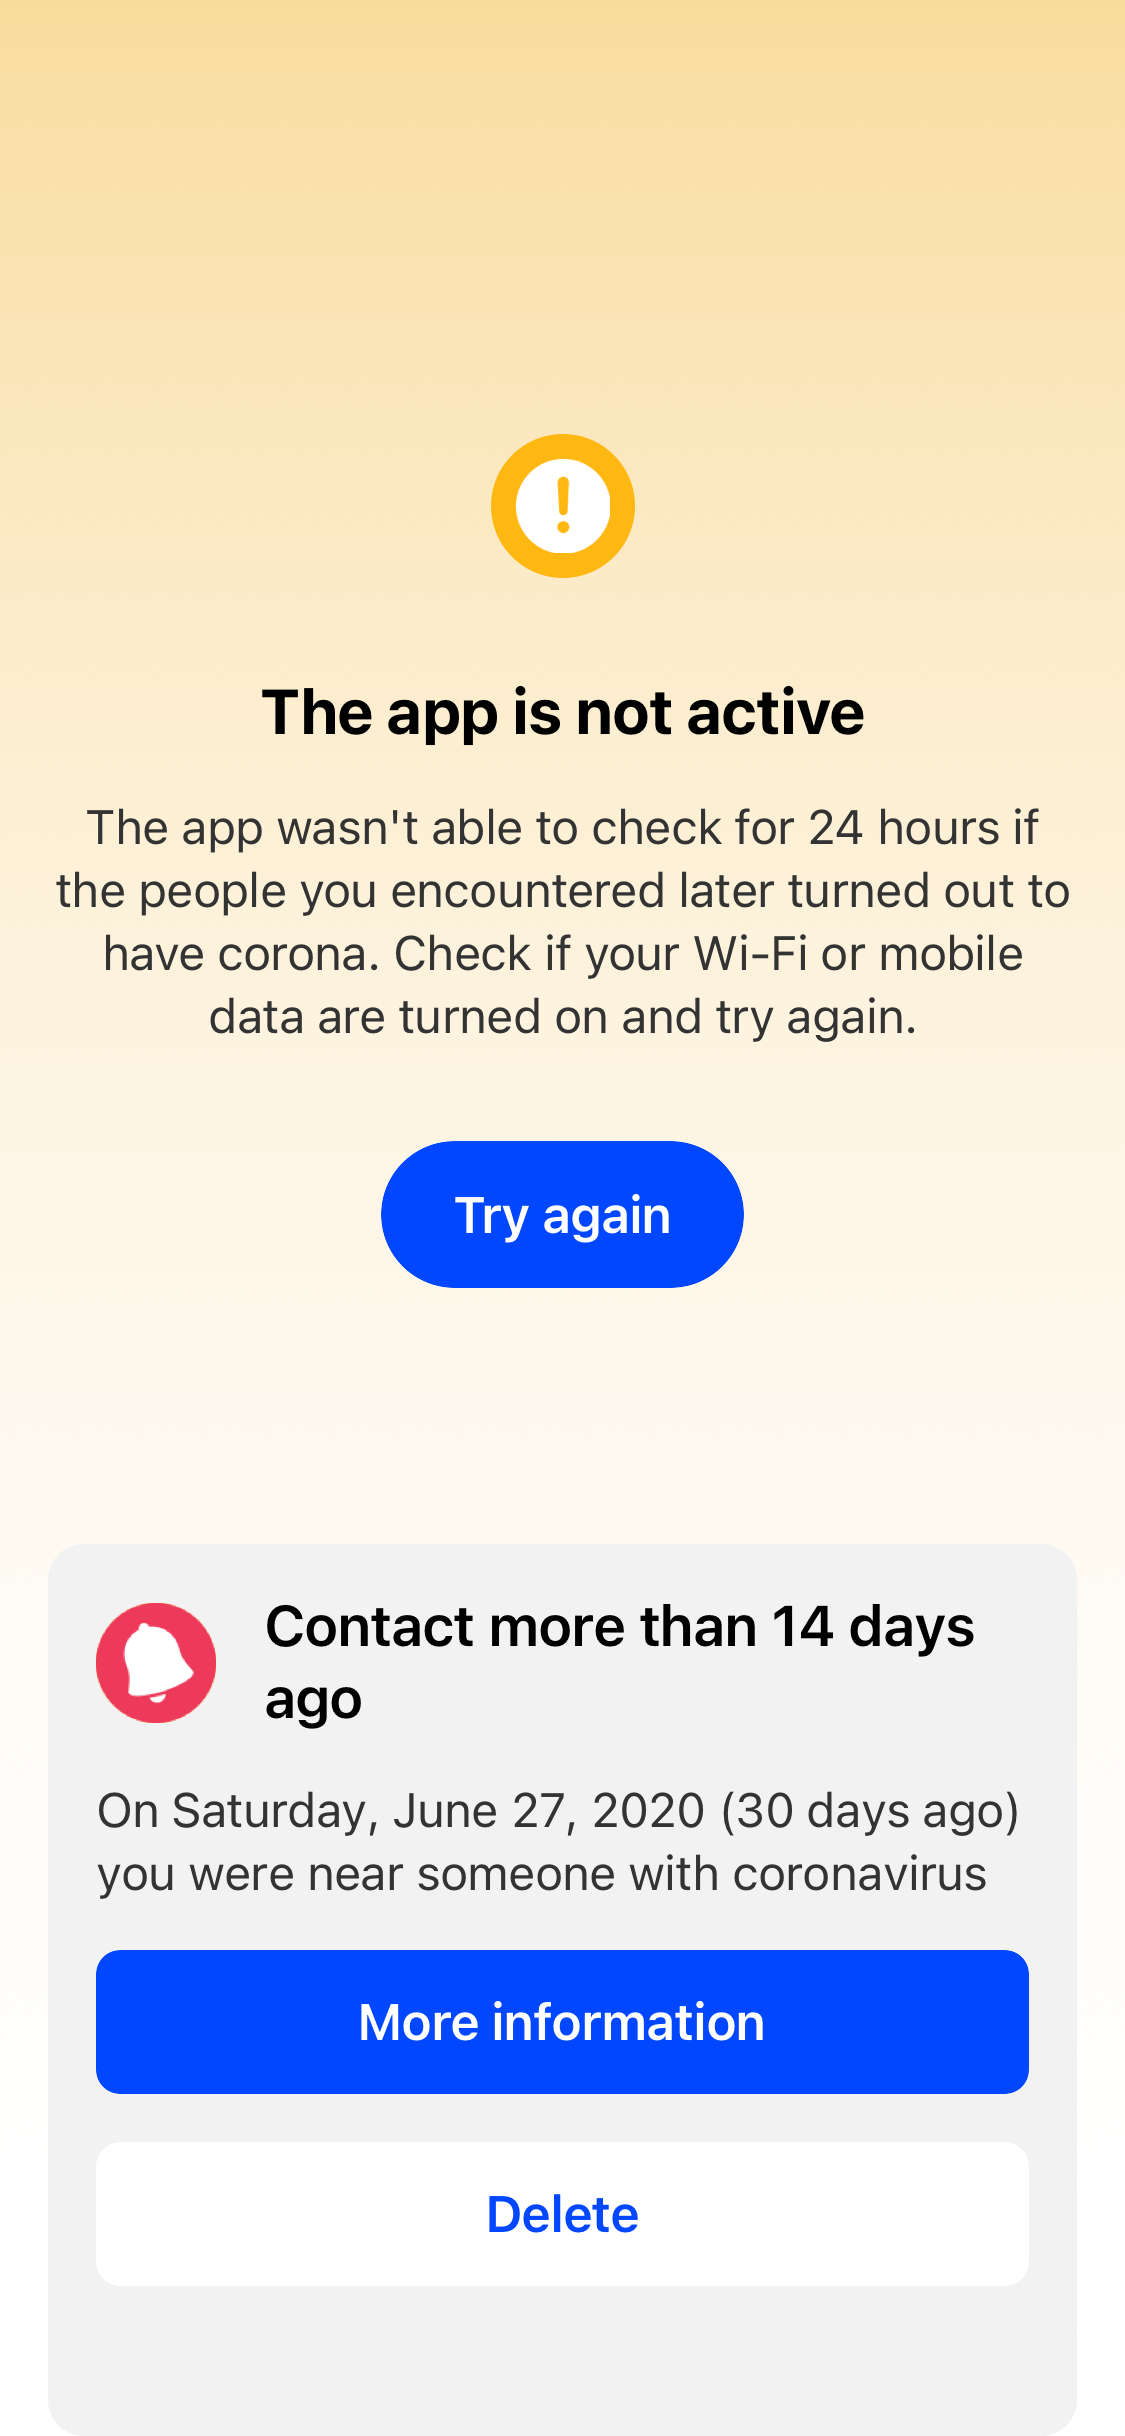 The app is not active
The app wasn't able to check for 24 hours if
the people you encountered later turned out to
have corona. Check if your Wi-Fi or mobile
data are turned on and try again.
Try again
Contact more than 14 days
ago
On Saturday, June 27, 2020 (30 days ago)
you were near someone with coronavirus
More information
Delete